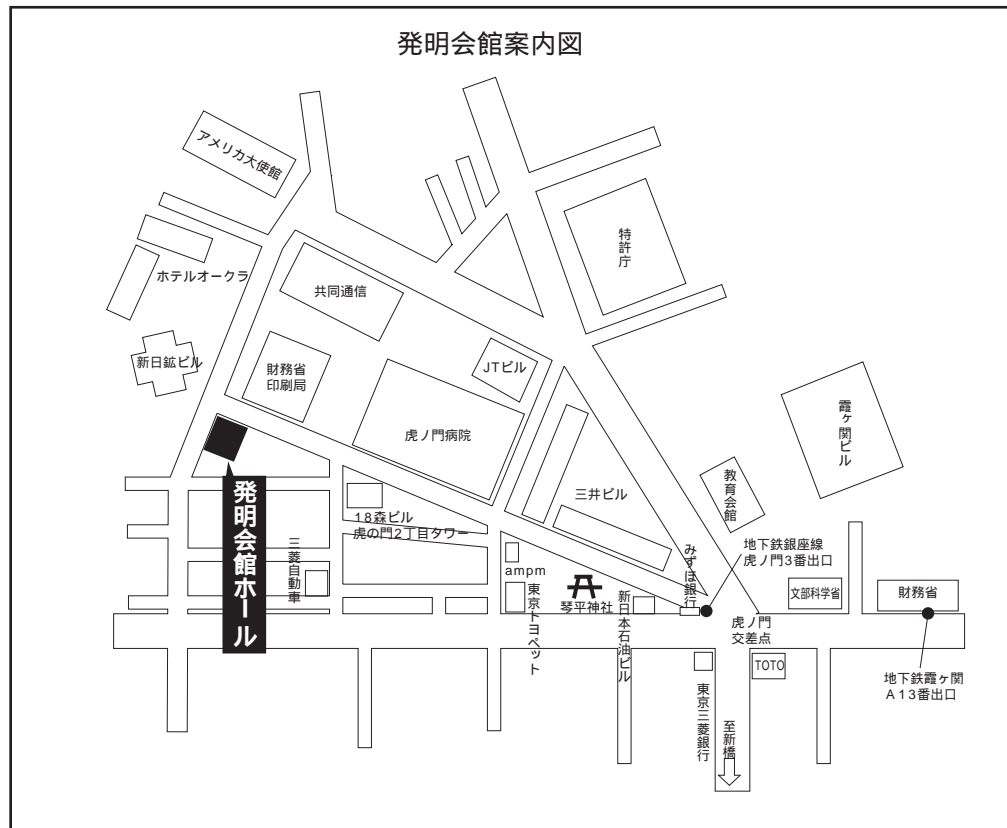 発明会館案内図
アメリカ大使館
ホテルオークラ
共同通信
特許庁
新日鉱ビル
財務省
印刷局
JTビル
虎ノ門病院
霞ヶ関ビル
教育会館
三井ビル
18森ビル
虎の門2丁目タワー
発明会館ホール
三菱自動車
ampm
東京トヨペット
琴平神社
新日本石油ビル
みずほ銀行
地下鉄銀座線
虎ノ門3番出口
文部科学省
財務省
虎ノ門
交差点
TOTO
東京三菱銀行
至新橋
地下鉄霞ヶ関
A13番出口